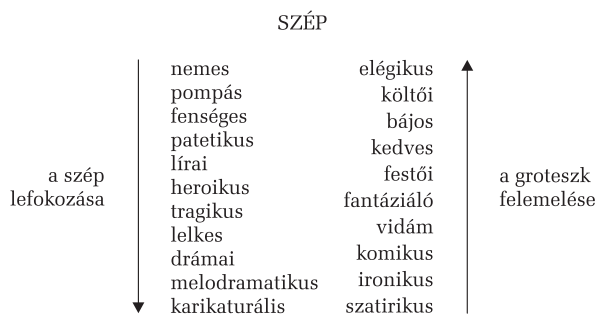 SZÉP
a szép
lefokozása
nemes
pompás
fenséges
patetikus
lírai
heroikus
tragikus
lelkes
drámai
melodramatikus
karikaturális
elégikus
költői
bájos
kedves
festői
fantáziáló
vidám
komikus
ironikus
szatirikus
a groteszk
felemelése